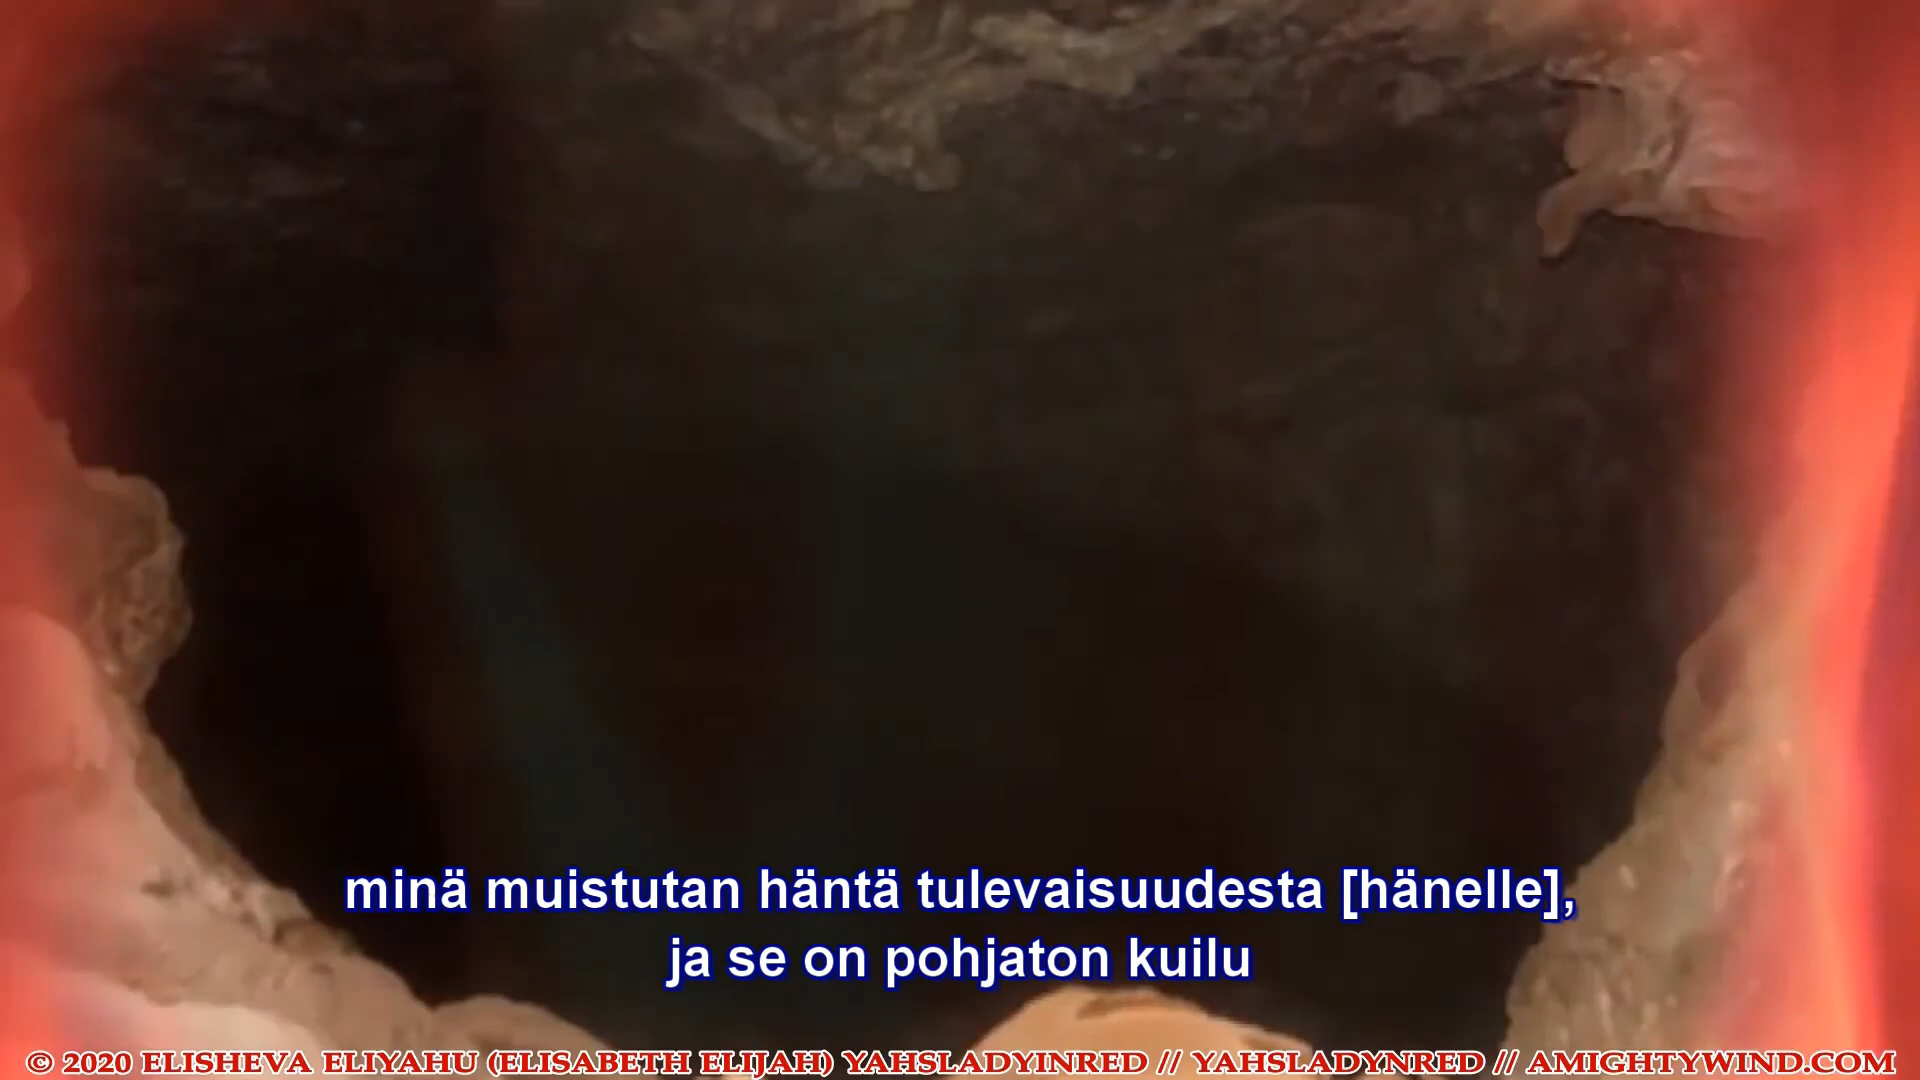 minä muistutan häntä tulevaisuudesta [hänelle],
ja se on pohjaton kuilu
© 2020 ELISHEVA ELIYAHU (ELISABETH ELIJAH) YAHSLADYINRED // YAHSLADYNRED // AMIGHTYWIND.COM